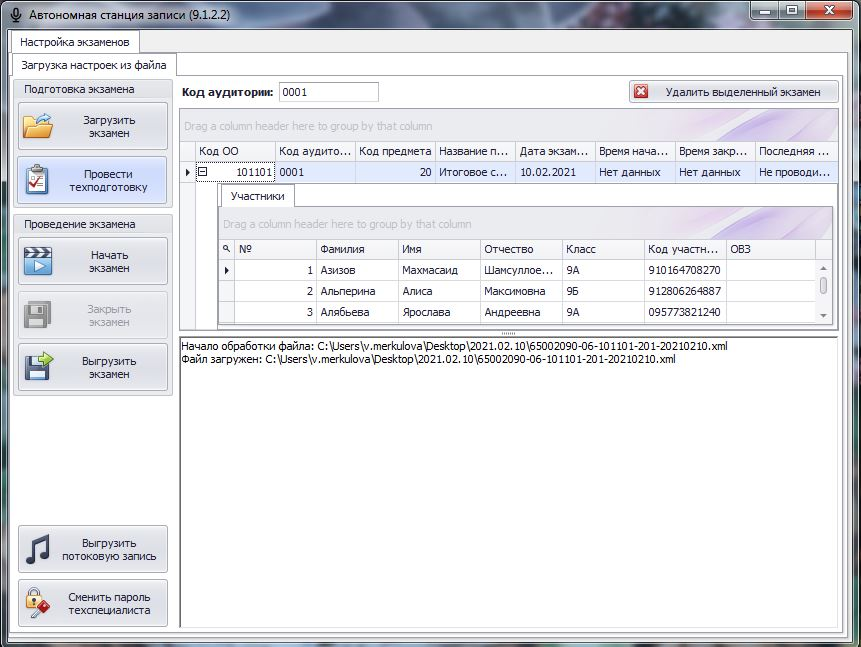 Автономная станция записи (9.1.2.2)
Настройка экзаменов
Загрузка настроек из файла
Подготовка экзамена
Загрузить
экзамен
Провести
техподготовку
Проведение экзамена
Начать
экзамен
Закрыть
экзамен
Выгрузить
экзамен
Выгрузить
потоковую запись
Сменить пароль
техспециалиста
Код аудитории: 0001 Удалить выделенный экзамен
Drag a column header here to group by that column
Код ОО Код аудито... Код предмета Название п... Дата экзам... Время нача... Время закр... Последняя ...
101101 0001 20 Итоговое с... 10.02.2021 Нет данных Нет данных Не проводи...
Участники
Drag a column header here to group by that column
№ Фамилия Имя Отчество Класс Код участн... ОВЗ
1 Азизов Махмасаид Шамсуллое... 9А 910164708270
2 Альперина Алиса Максимовна 9Б 912806264887
3 Алябьева Ярослава Андреевна 9А 095773821240
Начало обработки файла: C:\Users\v.merkulova\Desktop\2021.02.10\65002090-06-101101-201-20210210.xml
Файл загружен: C:\Users\v.merkulova\Desktop\2021.02.10\65002090-06-101101-201-20210210.xml